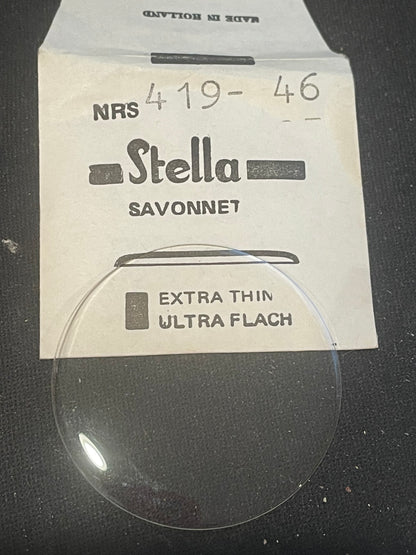 MADE IN HOLLAND
NRS 419- 46
Stella
SAVONNET
EXTRA THIN
ULTRA FLACH